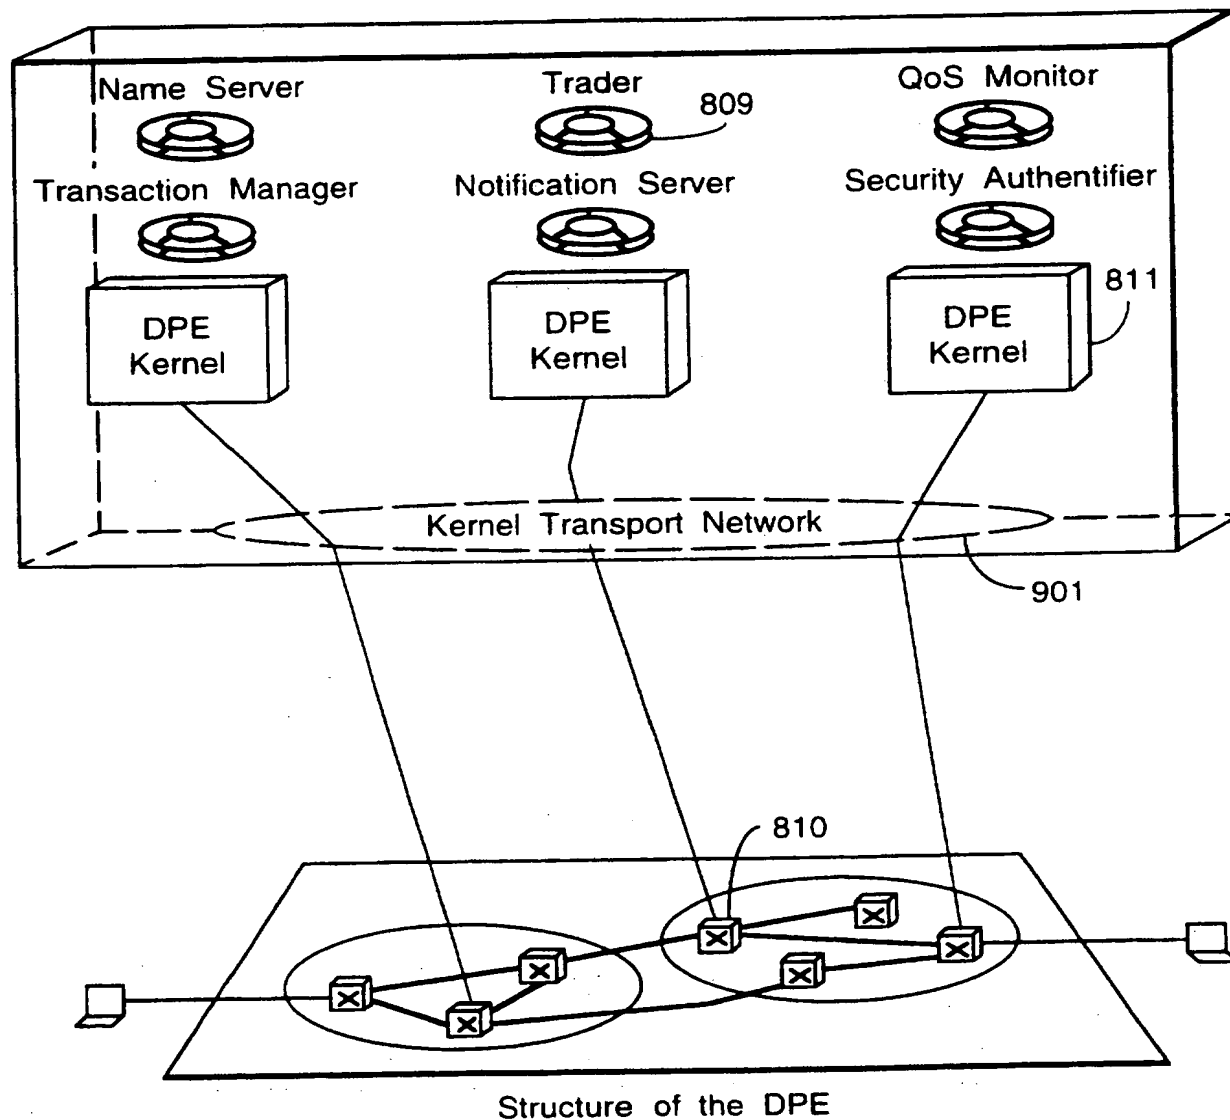 Name Server
Trader
QoS Monitor
809
Transaction Manager
Notification Server
Security Authentifier
811
DPE
Kernel
DPE
Kernel
DPE
Kernel
Kernel Transport Network
901
810
Structure of the DPE